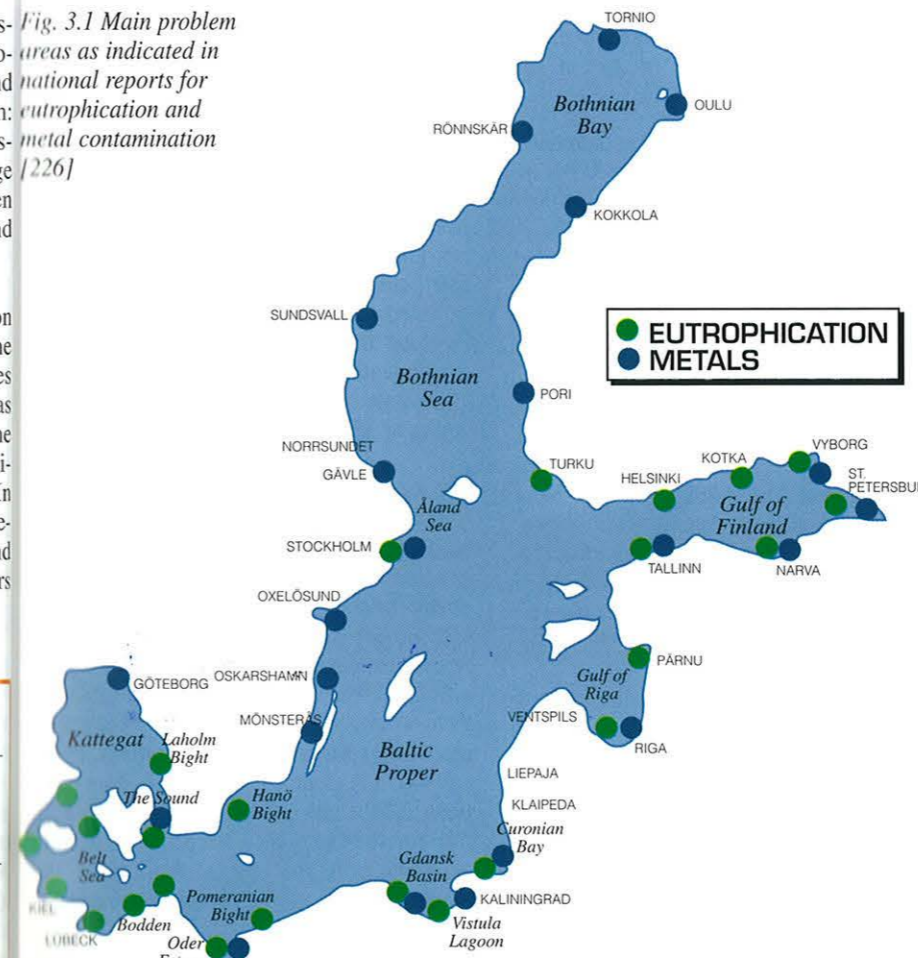 Fig. 3.1 Main problem
areas as indicated in
national reports for
eutrophication and
metal contamination
[226]
TORNIO
Bothnian
Bay
OULU
RÖNNSKÄR
KOKKOLA
SUNDSVALL
EUTROPHICATION
METALS
Bothnian
Sea
PORI
NORRSUNDET
GÄVLE
TURKU
HELSINKI
KOTKA
VYBORG
ST.
Gulf of
Finland
Åland
Sea
STOCKHOLM
TALLINN
NARVA
OXELÖSUND
PÄRNU
GÖTEBORG
OSKARSHAMN
Gulf of
Riga
MÖNSTERÅS
VENTSPILS
RIGA
Kattegat
Laholm
Bight
Baltic
Proper
LIEPAJA
The Sound
Hanö
Bight
KLAIPEDA
Curonian
Bay
Belt
Sea
Gdansk
Basin
KIEL
Pomeranian
Bight
KALININGRAD
LÜBECK
Bodden
Vistula
Lagoon
Oder